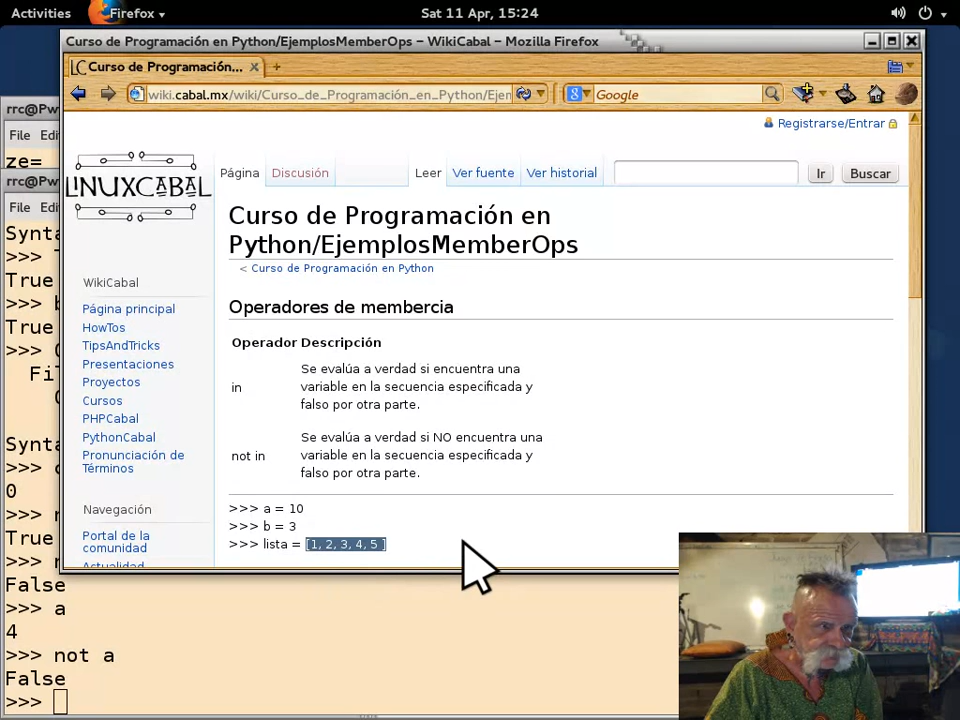 Activities
Firefox
Sat 11 Apr, 15:24
Curso de Programación en Python/EjemplosMemberOps – WikiCabal – Mozilla Firefox
Curso de Programación...
wiki.cabal.mx/wiki/Curso_de_Programación_en_Python/Ejem
Google
Registrarse/Entrar
LINUXCABAL
Página
Discusión
Leer
Ver fuente
Ver historial
Ir
Buscar
Curso de Programación en
Python/EjemplosMemberOps
< Curso de Programación en Python
Operadores de membercia
Operador Descripción
in
Se evalúa a verdad si encuentra una
variable en la secuencia especificada y
falso por otra parte.
not in
Se evalúa a verdad si NO encuentra una
variable en la secuencia especificada y
falso por otra parte.
>>> a = 10
>>> b = 3
>>> lista = [1, 2, 3, 4, 5 ]
WikiCabal
Página principal
HowTos
TipsAndTricks
Presentaciones
Proyectos
Cursos
PHPCabal
PythonCabal
Pronunciación de
Términos
Navegación
Portal de la
comunidad
Actualidad
rrc@Pw
File Edi
ze=
rrc@Pw
File Edi
Synta
>>>
True
>>>
True
>>>
Fi
Synta
>>>
0
>>>
True
>>>
False
>>> a
4
>>> not a
False
>>>